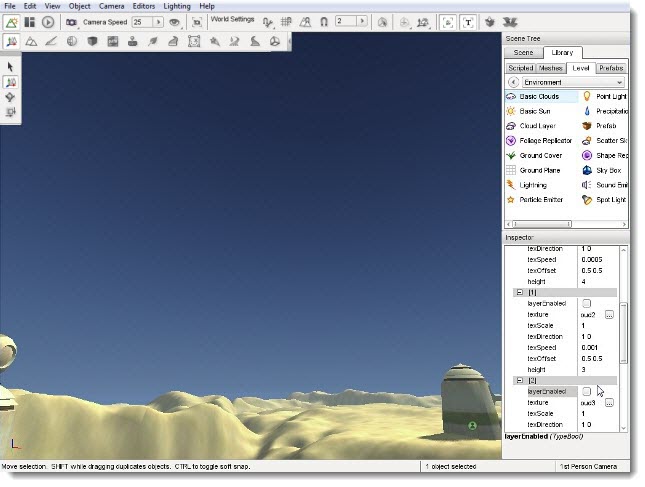 File Edit View Object Camera Editors Lighting Help
Camera Speed 25 World Settings 2
Scene Tree
Scene Library
Scripted Meshes Level Prefabs
Environment
Basic Clouds Point Light
Basic Sun Precipitatio
Cloud Layer Prefab
Foliage Replicator Scatter Sk
Ground Cover Shape Rep
Ground Plane Sky Box
Lightning Sound Emi
Particle Emitter Spot Light
Inspector
texDirection 1 0
texSpeed 0.0005
texOffset 0.5 0.5
height 4
[1]
layerEnabled
texture oud2 ...
texScale 1
texDirection 1 0
texSpeed 0.001
texOffset 0.5 0.5
height 3
[2]
layerEnabled
texture oud3 ...
texScale 1
texDirection 1 0
layerEnabled (TypeBool)
Move selection. SHIFT while dragging duplicates objects. CTRL to toggle soft snap. 1 object selected 1st Person Camera